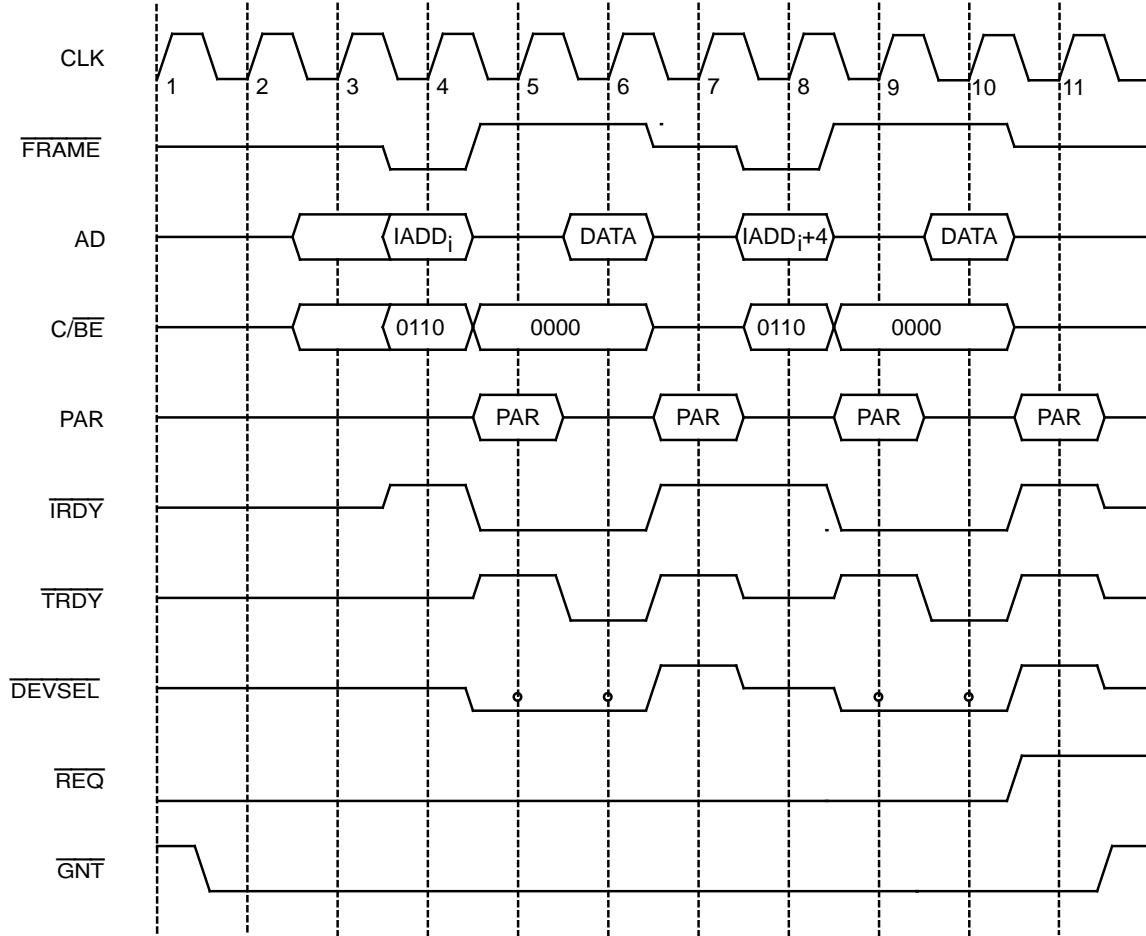 CLK
1 2 3 4 5 6 7 8 9 10 11
FRAME
AD IADDi DATA IADDi+4 DATA
C/BE 0110 0000 0110 0000
PAR PAR PAR PAR PAR
IRDY
TRDY
DEVSEL
REQ
GNT